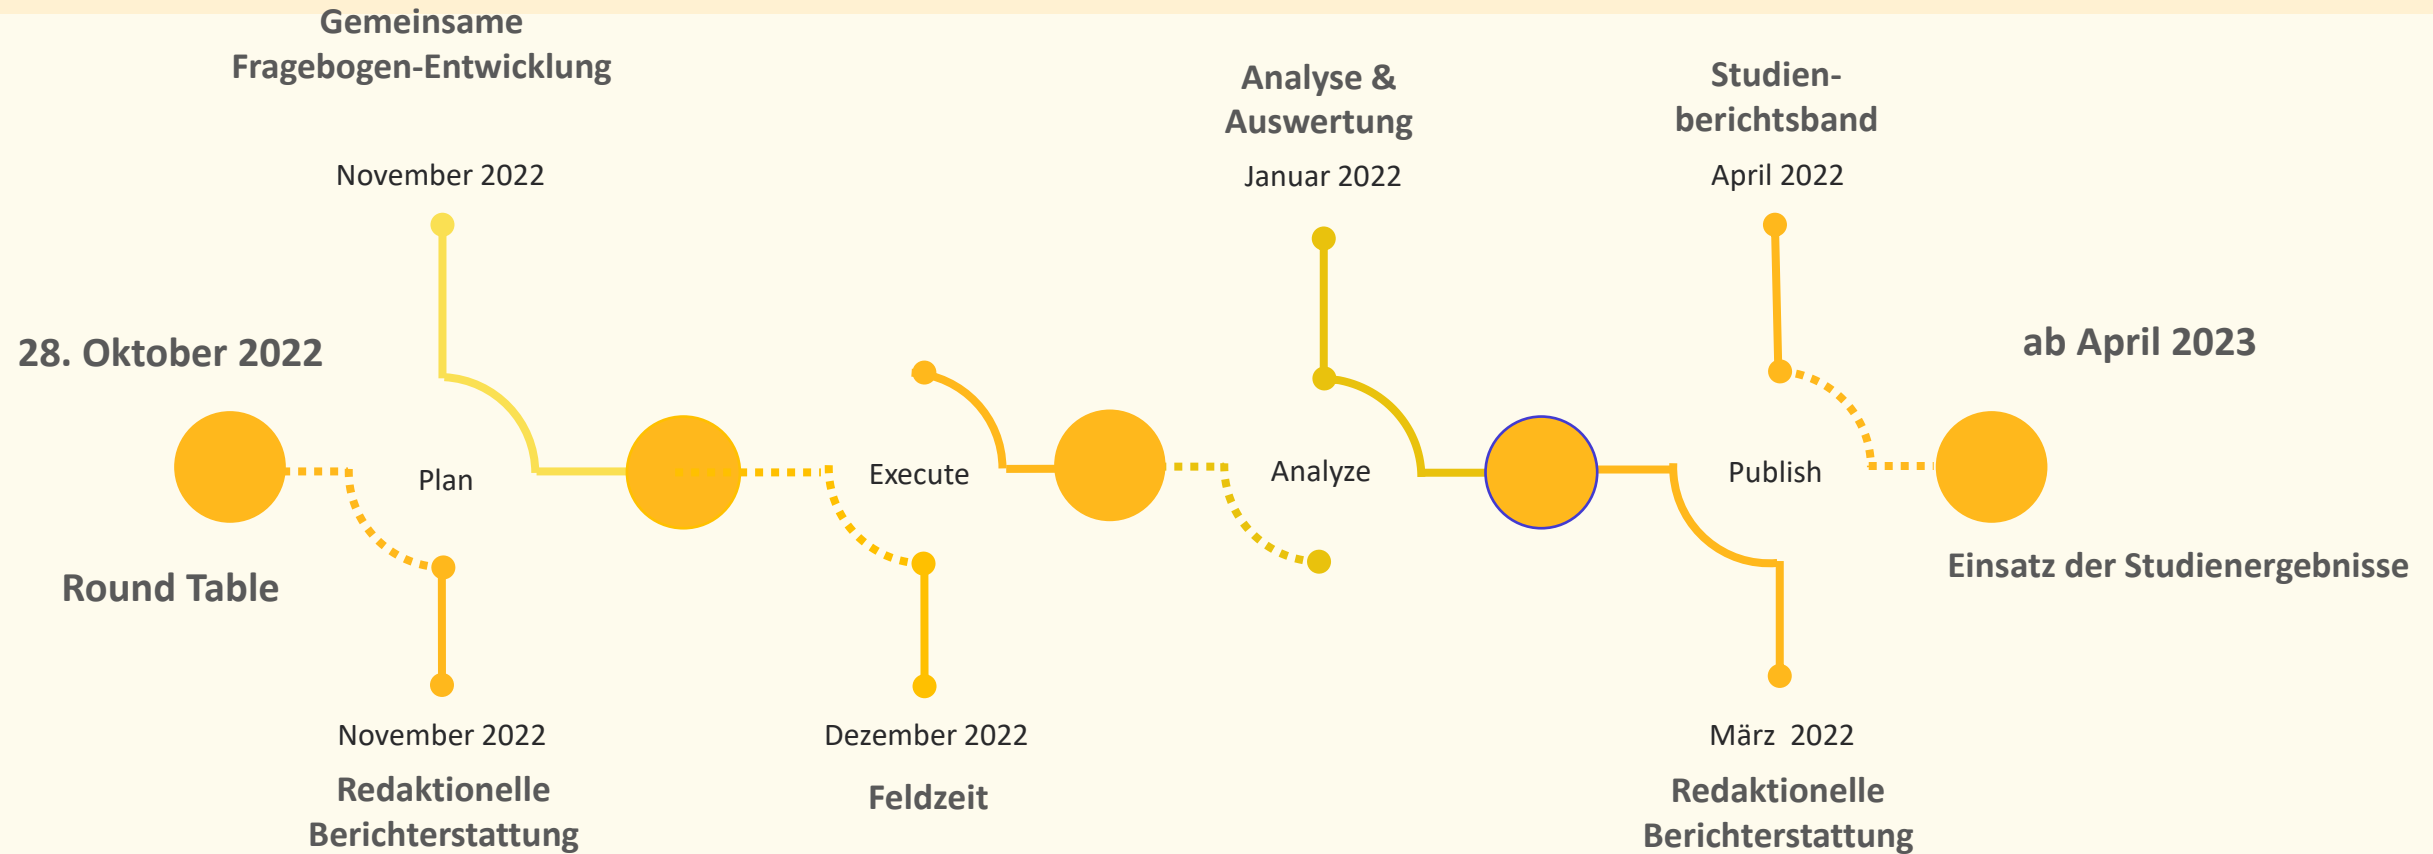 Gemeinsame
Fragebogen-Entwicklung
November 2022
28. Oktober 2022
Round Table
Plan
November 2022
Redaktionelle
Berichterstattung
Execute
Dezember 2022
Feldzeit
Analyse &
Auswertung
Januar 2022
Analyze
Studien-
berichtsband
April 2022
Publish
März  2022
Redaktionelle
Berichterstattung
ab April 2023
Einsatz der Studienergebnisse